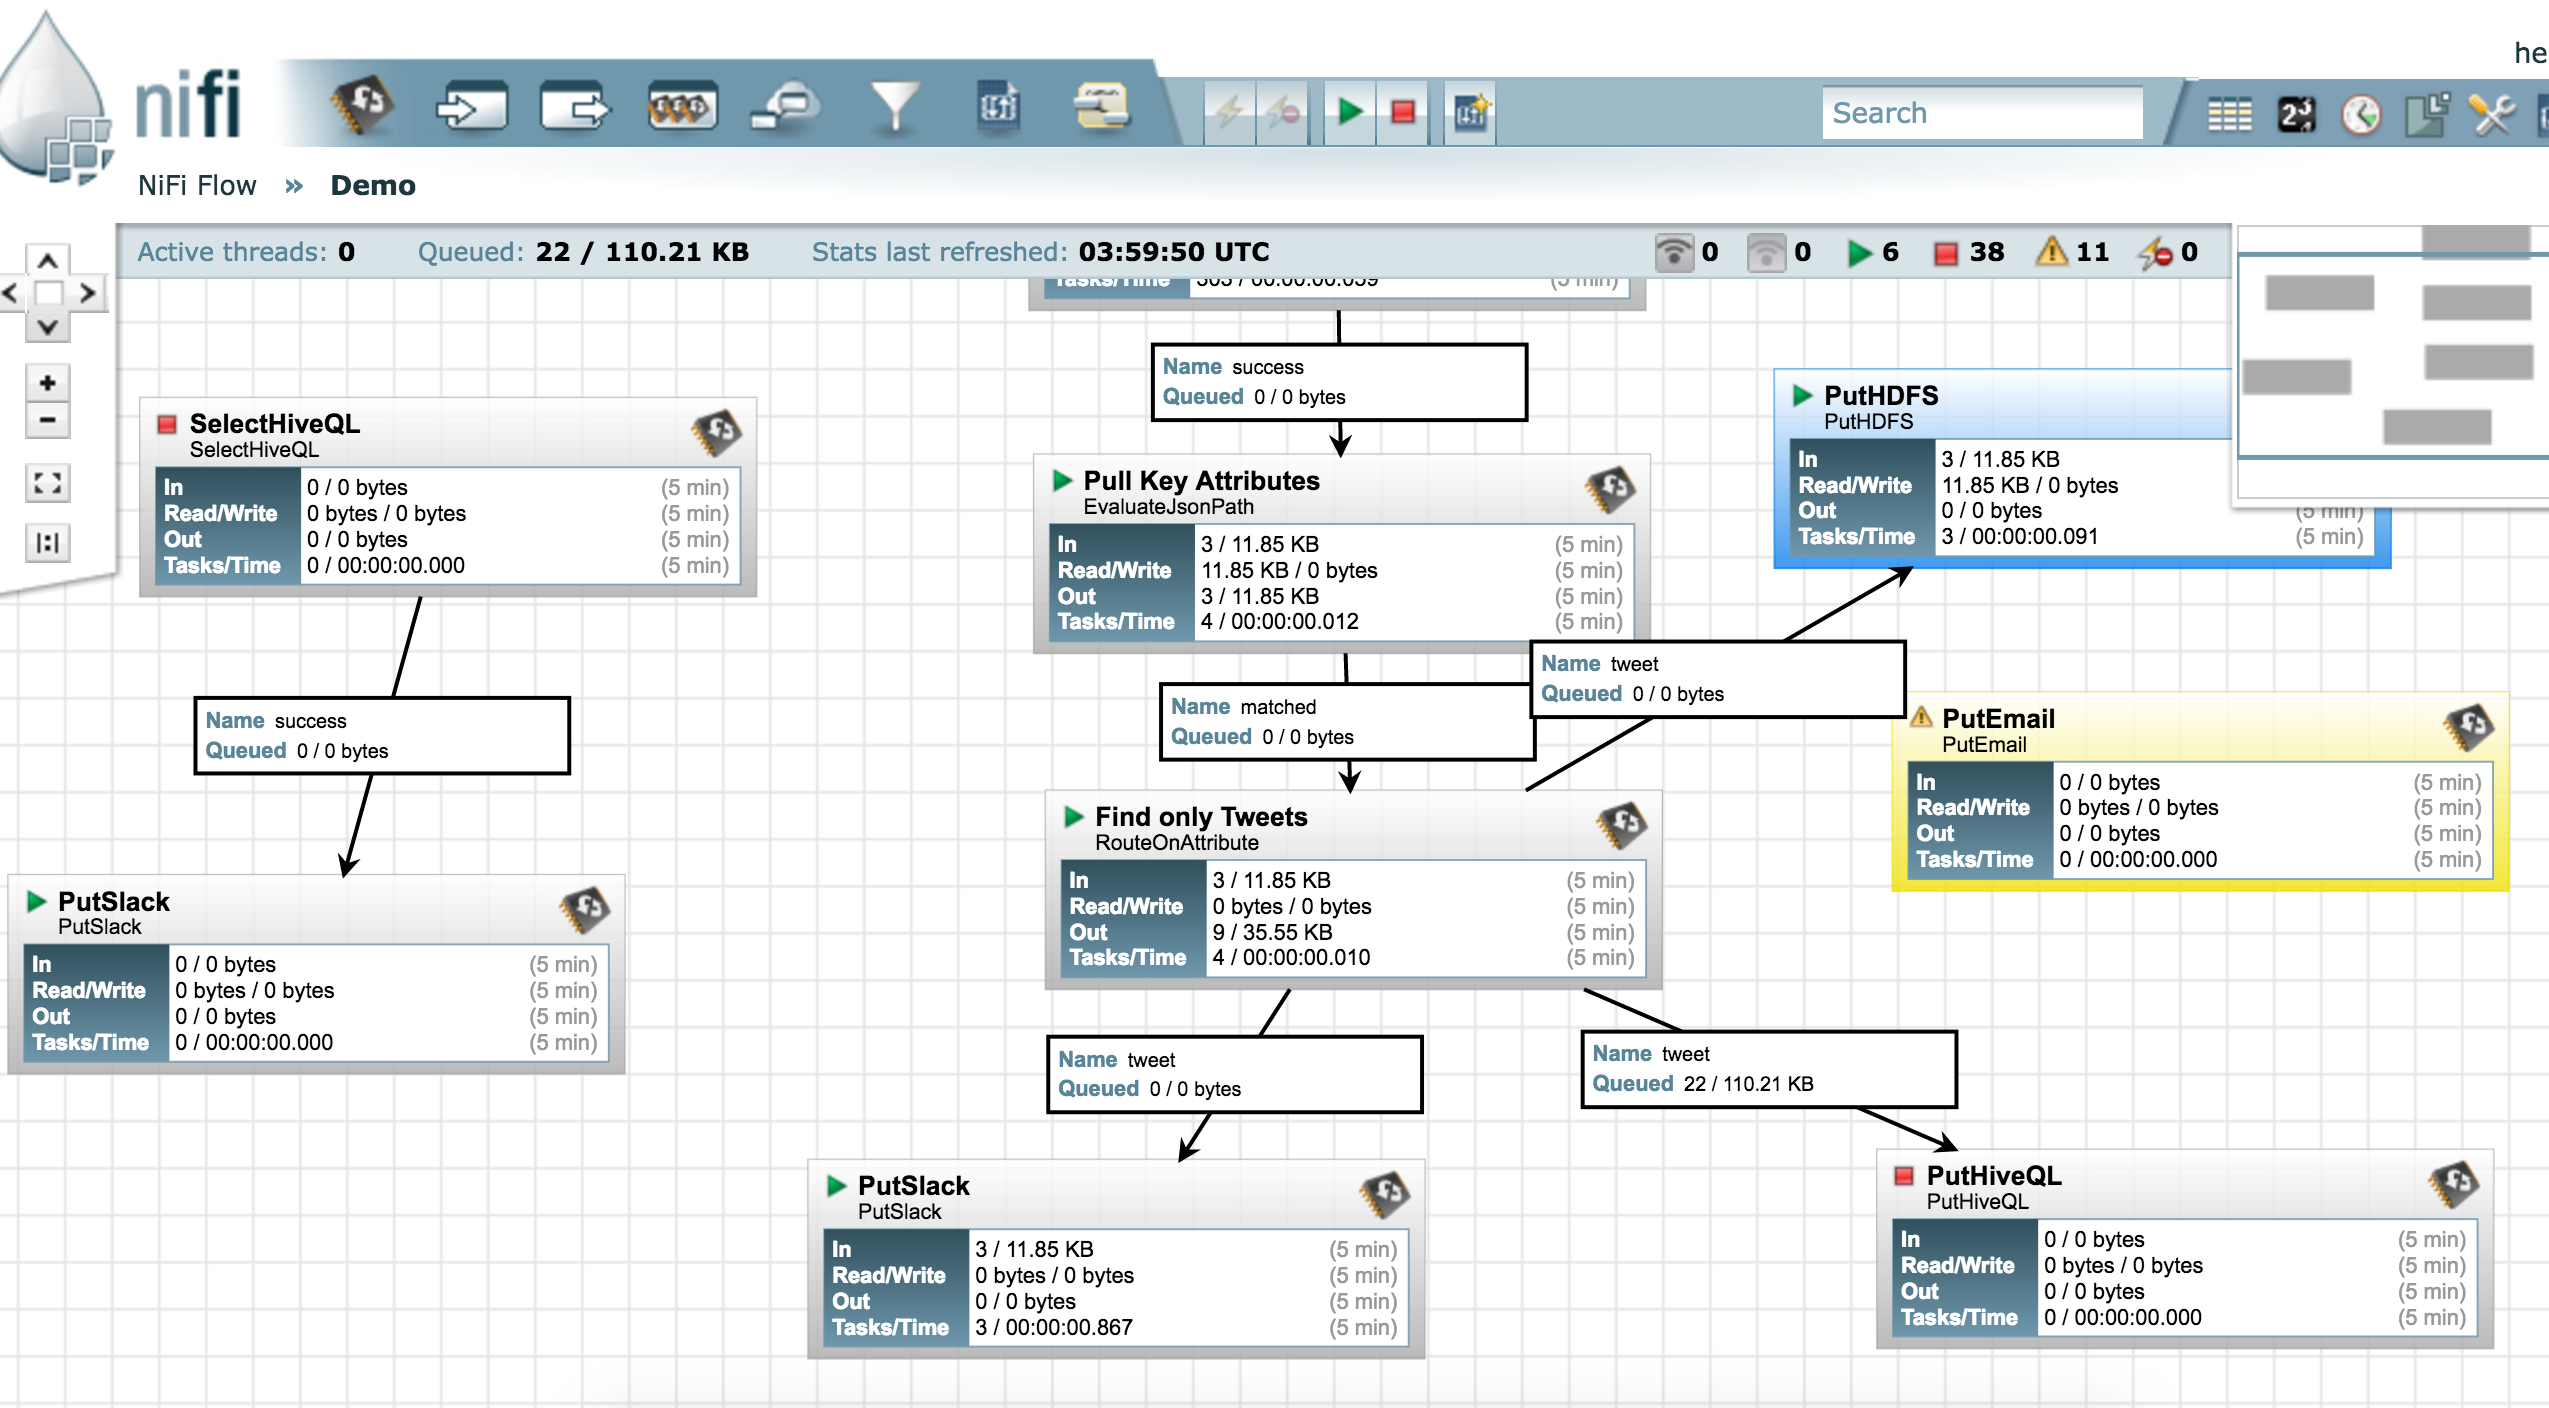 he
nifi
Search
NiFi Flow » Demo
Active threads: 0 Queued: 22 / 110.21 KB Stats last refreshed: 03:59:50 UTC 0 0 6 38 11 0
Tasks/Time (5 min)
Name success
Queued 0 / 0 bytes
SelectHiveQL
SelectHiveQL
In 0 / 0 bytes (5 min)
Read/Write 0 bytes / 0 bytes (5 min)
Out 0 / 0 bytes (5 min)
Tasks/Time 0 / 00:00:00.000 (5 min)
Name success
Queued 0 / 0 bytes
PutSlack
PutSlack
In 0 / 0 bytes (5 min)
Read/Write 0 bytes / 0 bytes (5 min)
Out 0 / 0 bytes (5 min)
Tasks/Time 0 / 00:00:00.000 (5 min)
Pull Key Attributes
EvaluateJsonPath
In 3 / 11.85 KB (5 min)
Read/Write 11.85 KB / 0 bytes (5 min)
Out 3 / 11.85 KB (5 min)
Tasks/Time 4 / 00:00:00.012 (5 min)
Name matched
Queued 0 / 0 bytes
Name tweet
Queued 0 / 0 bytes
PutHDFS
PutHDFS
In 3 / 11.85 KB
Read/Write 11.85 KB / 0 bytes
Out 0 / 0 bytes (5 min)
Tasks/Time 3 / 00:00:00.091 (5 min)
PutEmail
PutEmail
In 0 / 0 bytes (5 min)
Read/Write 0 bytes / 0 bytes (5 min)
Out 0 / 0 bytes (5 min)
Tasks/Time 0 / 00:00:00.000 (5 min)
Find only Tweets
RouteOnAttribute
In 3 / 11.85 KB (5 min)
Read/Write 0 bytes / 0 bytes (5 min)
Out 9 / 35.55 KB (5 min)
Tasks/Time 4 / 00:00:00.010 (5 min)
Name tweet
Queued 0 / 0 bytes
Name tweet
Queued 22 / 110.21 KB
PutSlack
PutSlack
In 3 / 11.85 KB (5 min)
Read/Write 0 bytes / 0 bytes (5 min)
Out 0 / 0 bytes (5 min)
Tasks/Time 3 / 00:00:00.867 (5 min)
PutHiveQL
PutHiveQL
In 0 / 0 bytes (5 min)
Read/Write 0 bytes / 0 bytes (5 min)
Out 0 / 0 bytes (5 min)
Tasks/Time 0 / 00:00:00.000 (5 min)